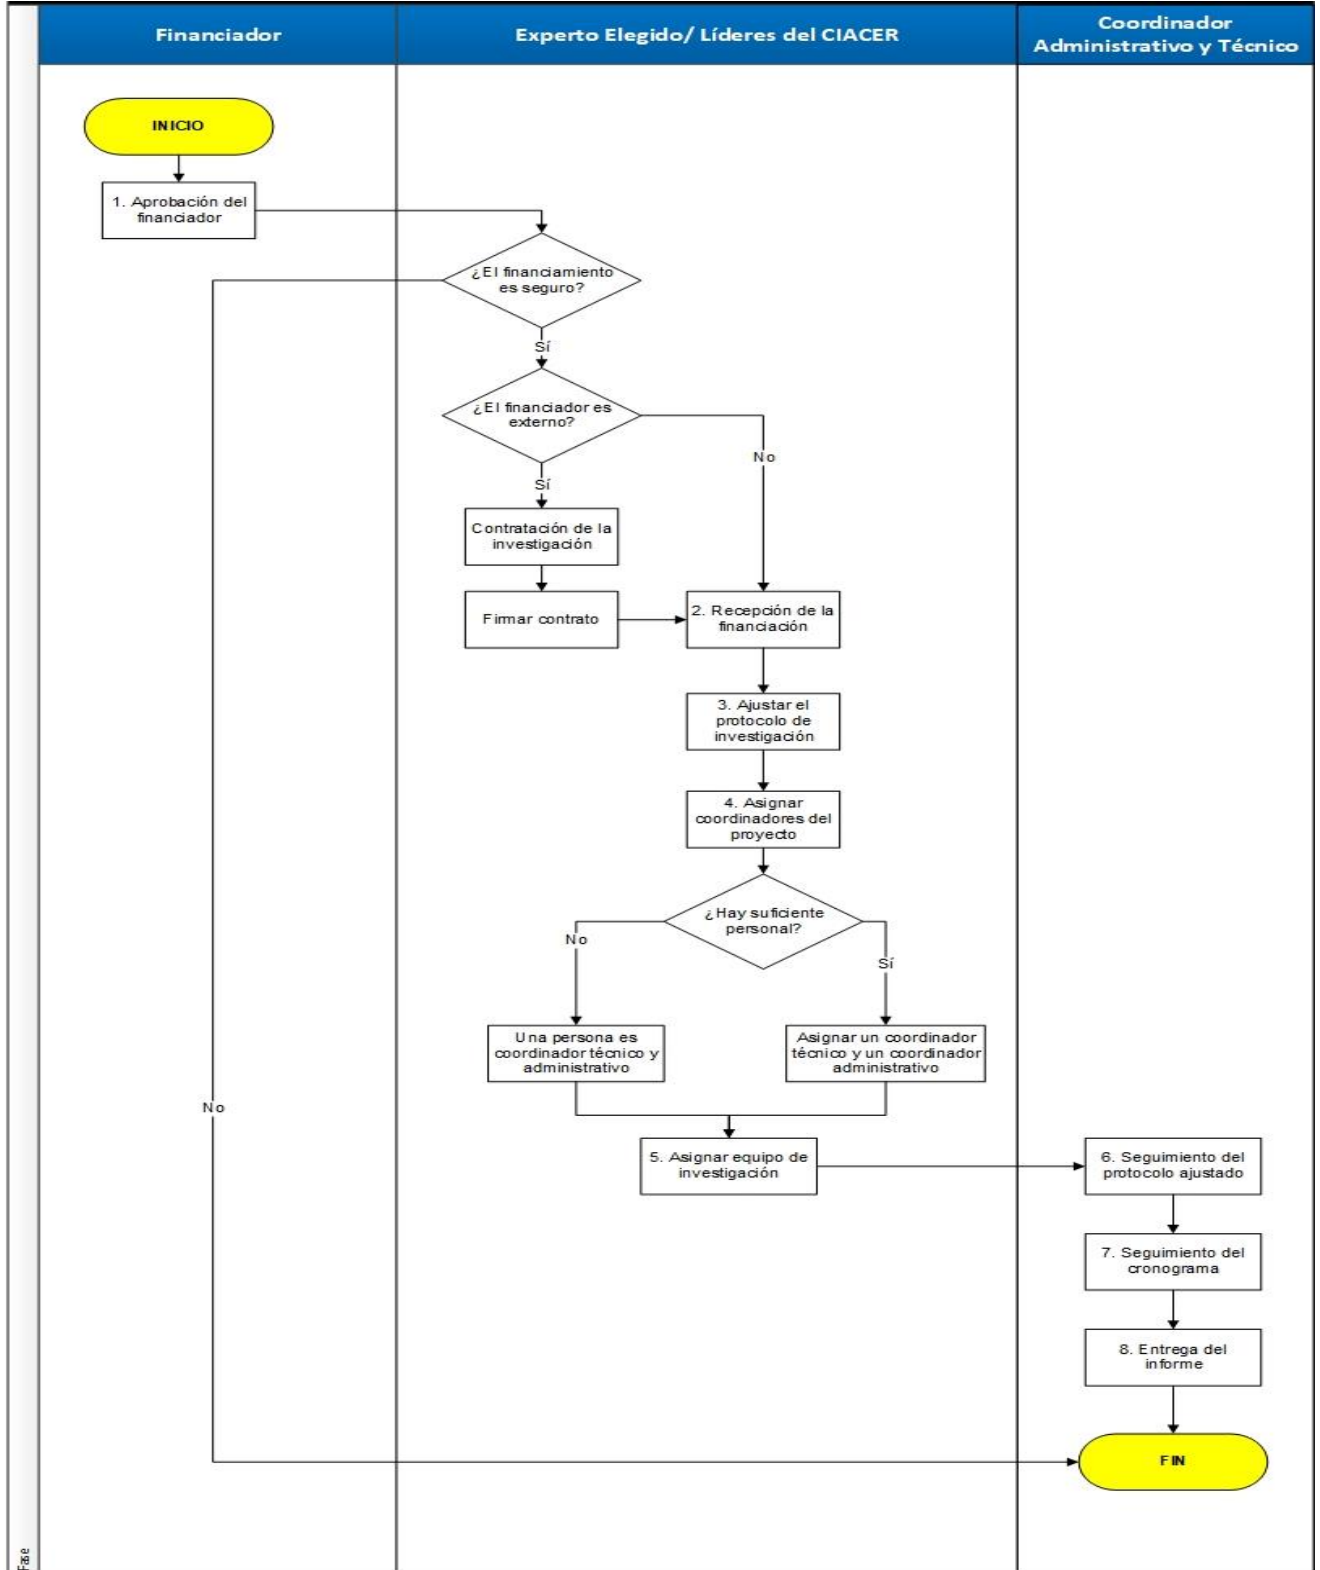 Financiador
Experto Elegido/ Líderes del CIACER
Coordinador
Administrativo y Técnico
INICIO
1. Aprobación del
financiador
¿El financiamiento
es seguro?
Sí
¿El financiador es
externo?
No
Sí
Contratación de la
investigación
Firmar contrato
2. Recepción de la
financiación
3. Ajustar el
protocolo de
investigación
4. Asignar
coordinadores del
proyecto
¿Hay suficiente
personal?
No
Sí
Una persona es
coordinador técnico y
administrativo
Asignar un coordinador
técnico y un coordinador
administrativo
No
5. Asignar equipo de
investigación
6. Seguimiento del
protocolo ajustado
7. Seguimiento del
cronograma
8. Entrega del
informe
FIN
Fase